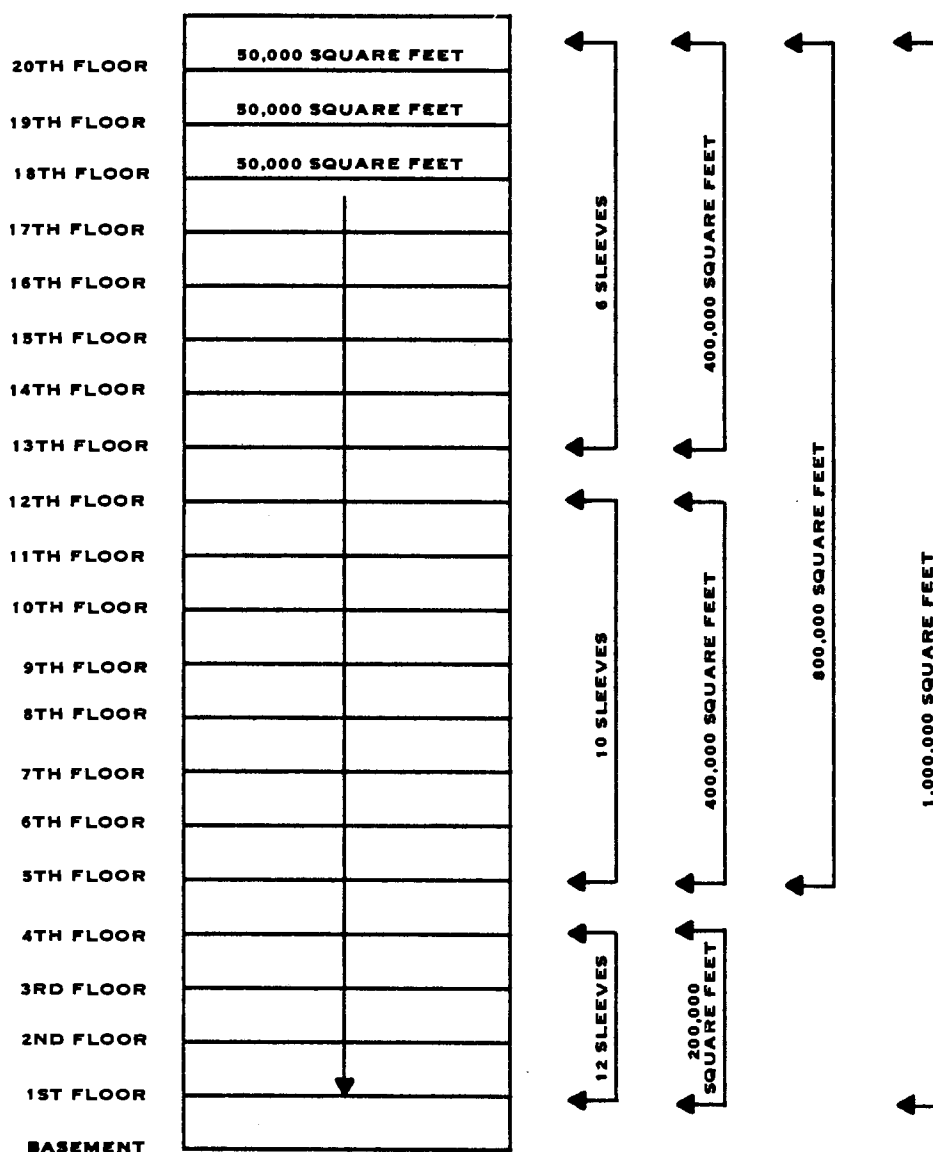 20TH FLOOR
50,000 SQUARE FEET
19TH FLOOR
50,000 SQUARE FEET
18TH FLOOR
50,000 SQUARE FEET
17TH FLOOR
16TH FLOOR
15TH FLOOR
14TH FLOOR
13TH FLOOR
12TH FLOOR
11TH FLOOR
10TH FLOOR
9TH FLOOR
8TH FLOOR
7TH FLOOR
6TH FLOOR
5TH FLOOR
4TH FLOOR
3RD FLOOR
2ND FLOOR
1ST FLOOR
BASEMENT
6 SLEEVES
10 SLEEVES
12 SLEEVES
400,000 SQUARE FEET
400,000 SQUARE FEET
200,000
SQUARE FEET
800,000 SQUARE FEET
1,000,000 SQUARE FEET